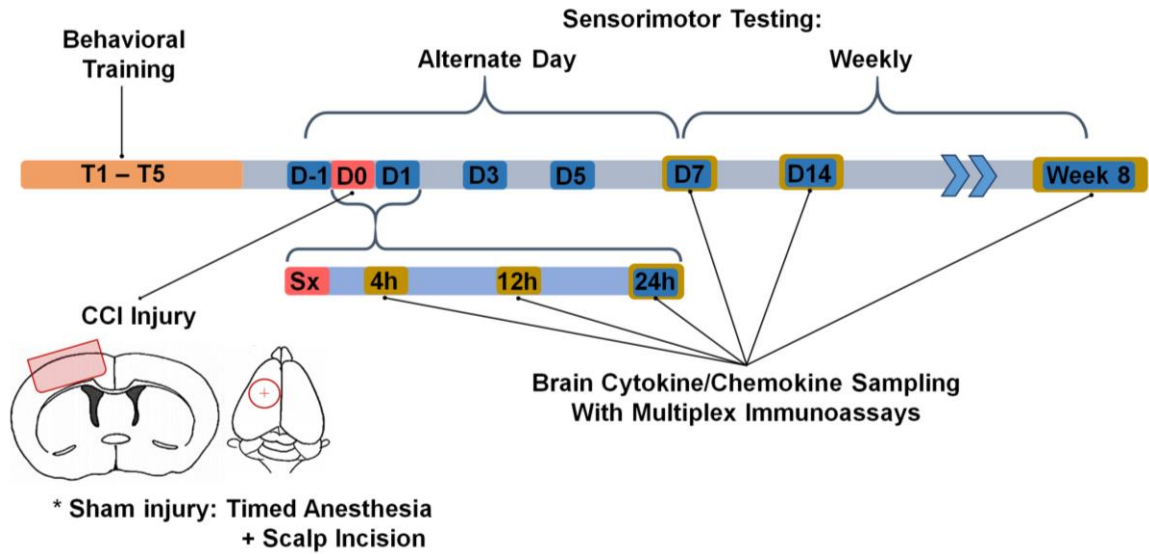 Sensorimotor Testing:
Behavioral
Training
Alternate Day
Weekly
T1 – T5
D-1
D0
D1
D3
D5
D7
D14
Week 8
Sx
4h
12h
24h
CCI Injury
Brain Cytokine/Chemokine Sampling
With Multiplex Immunoassays
* Sham injury: Timed Anesthesia
+ Scalp Incision